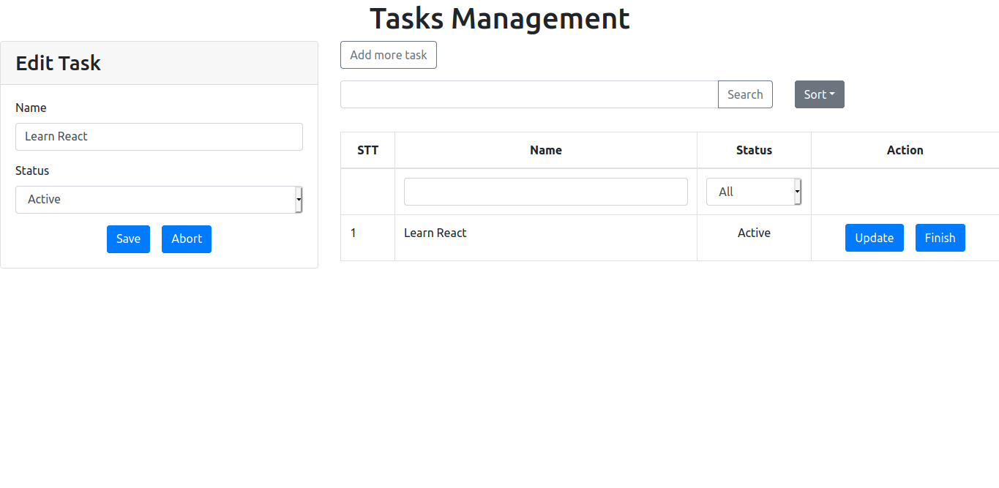 Tasks Management
Edit Task
Name
Learn React
Status
Active
Save Abort
Add more task
Search Sort
STT Name Status Action
All
1 Learn React Active Update Finish